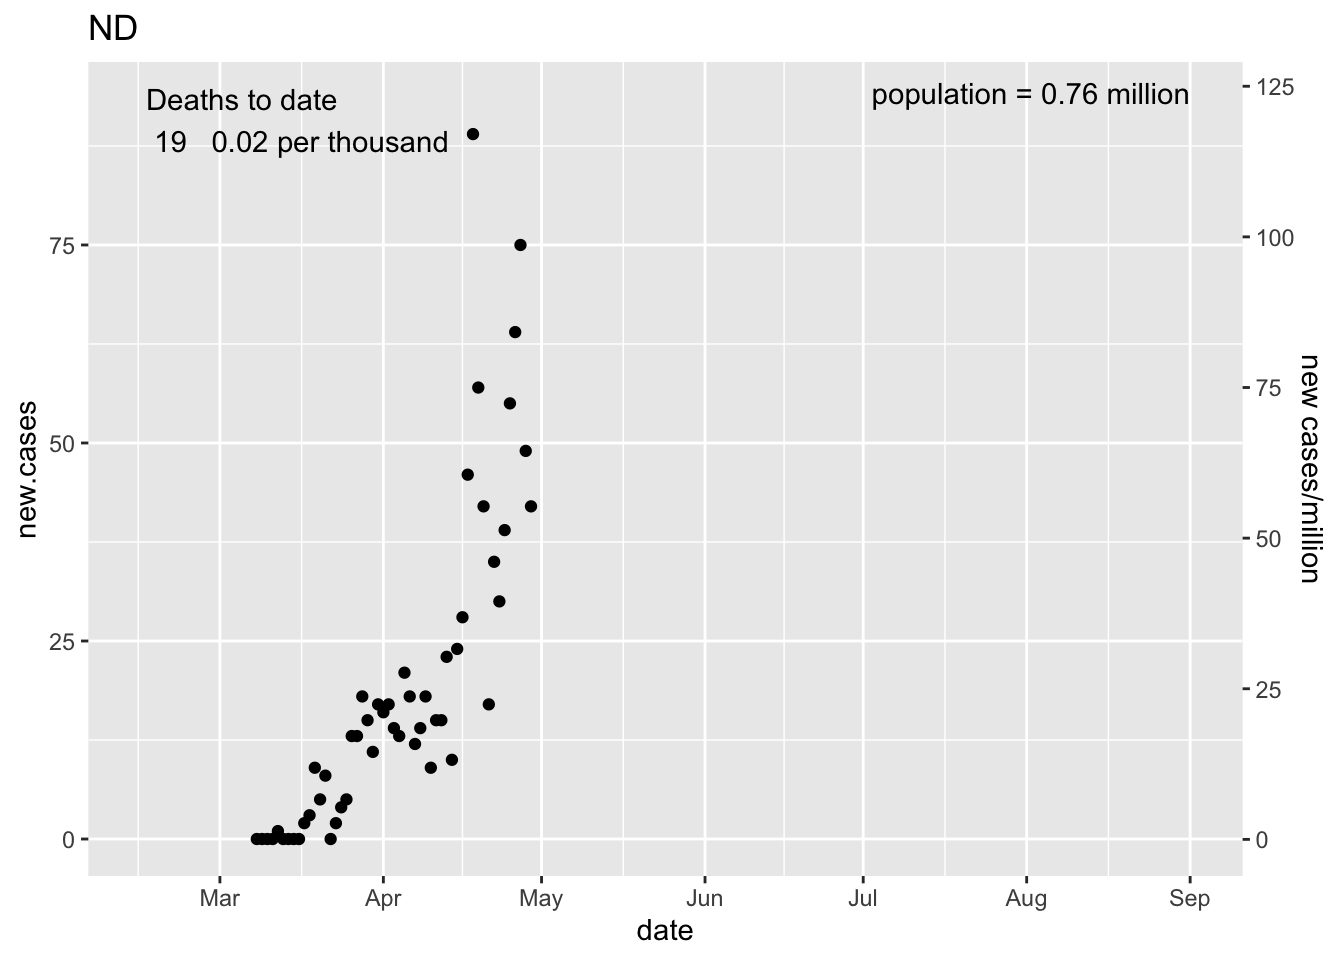 ND
Deaths to date
19 0.02 per thousand
population = 0.76 million
new.cases
75
50
25
0
125
100
75
50
25
0
new cases/million
Mar Apr May Jun Jul Aug Sep
date